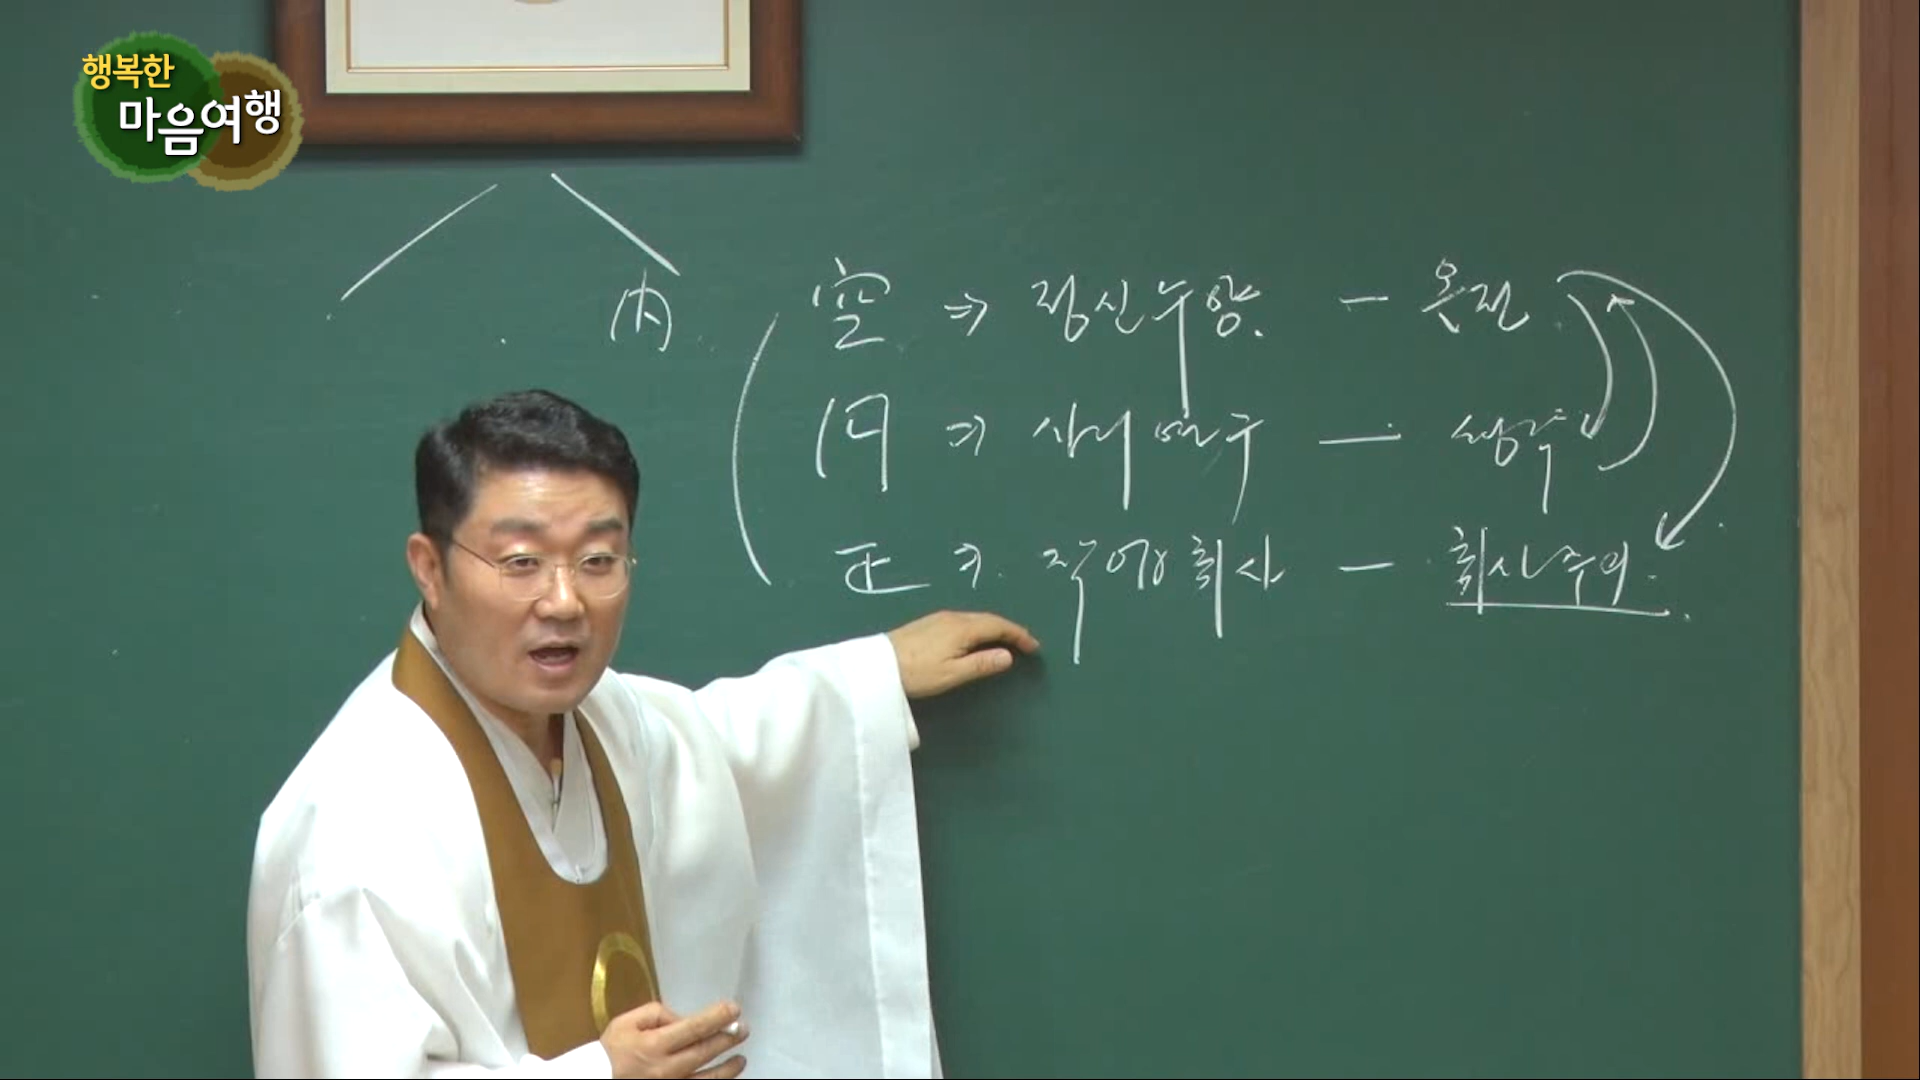 행복한
마음여행
内
空 ⇒ 정신수양 - 온전
円 ⇒ 사리연구 - 생각
正 ⇒ 작업취사 - 취사주의